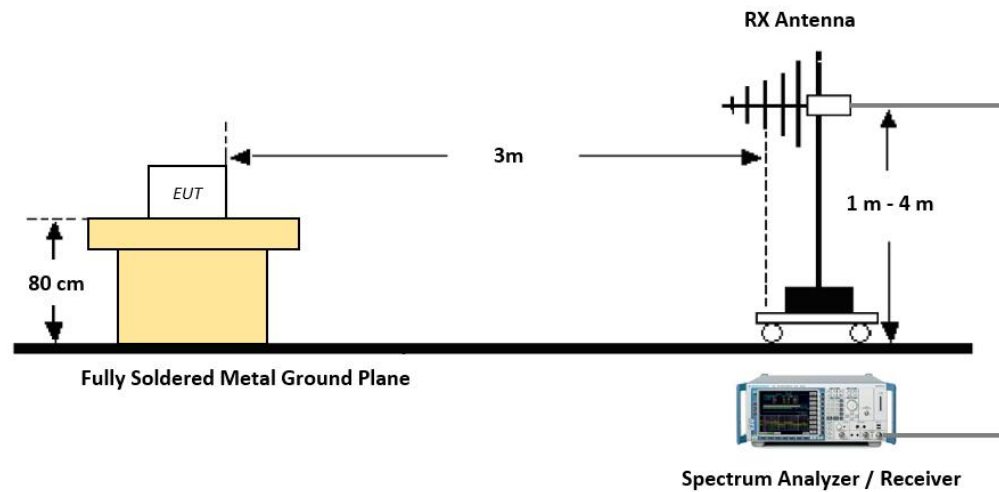 RX Antenna
3m
EUT
1 m - 4 m
80 cm
Fully Soldered Metal Ground Plane
Spectrum Analyzer / Receiver